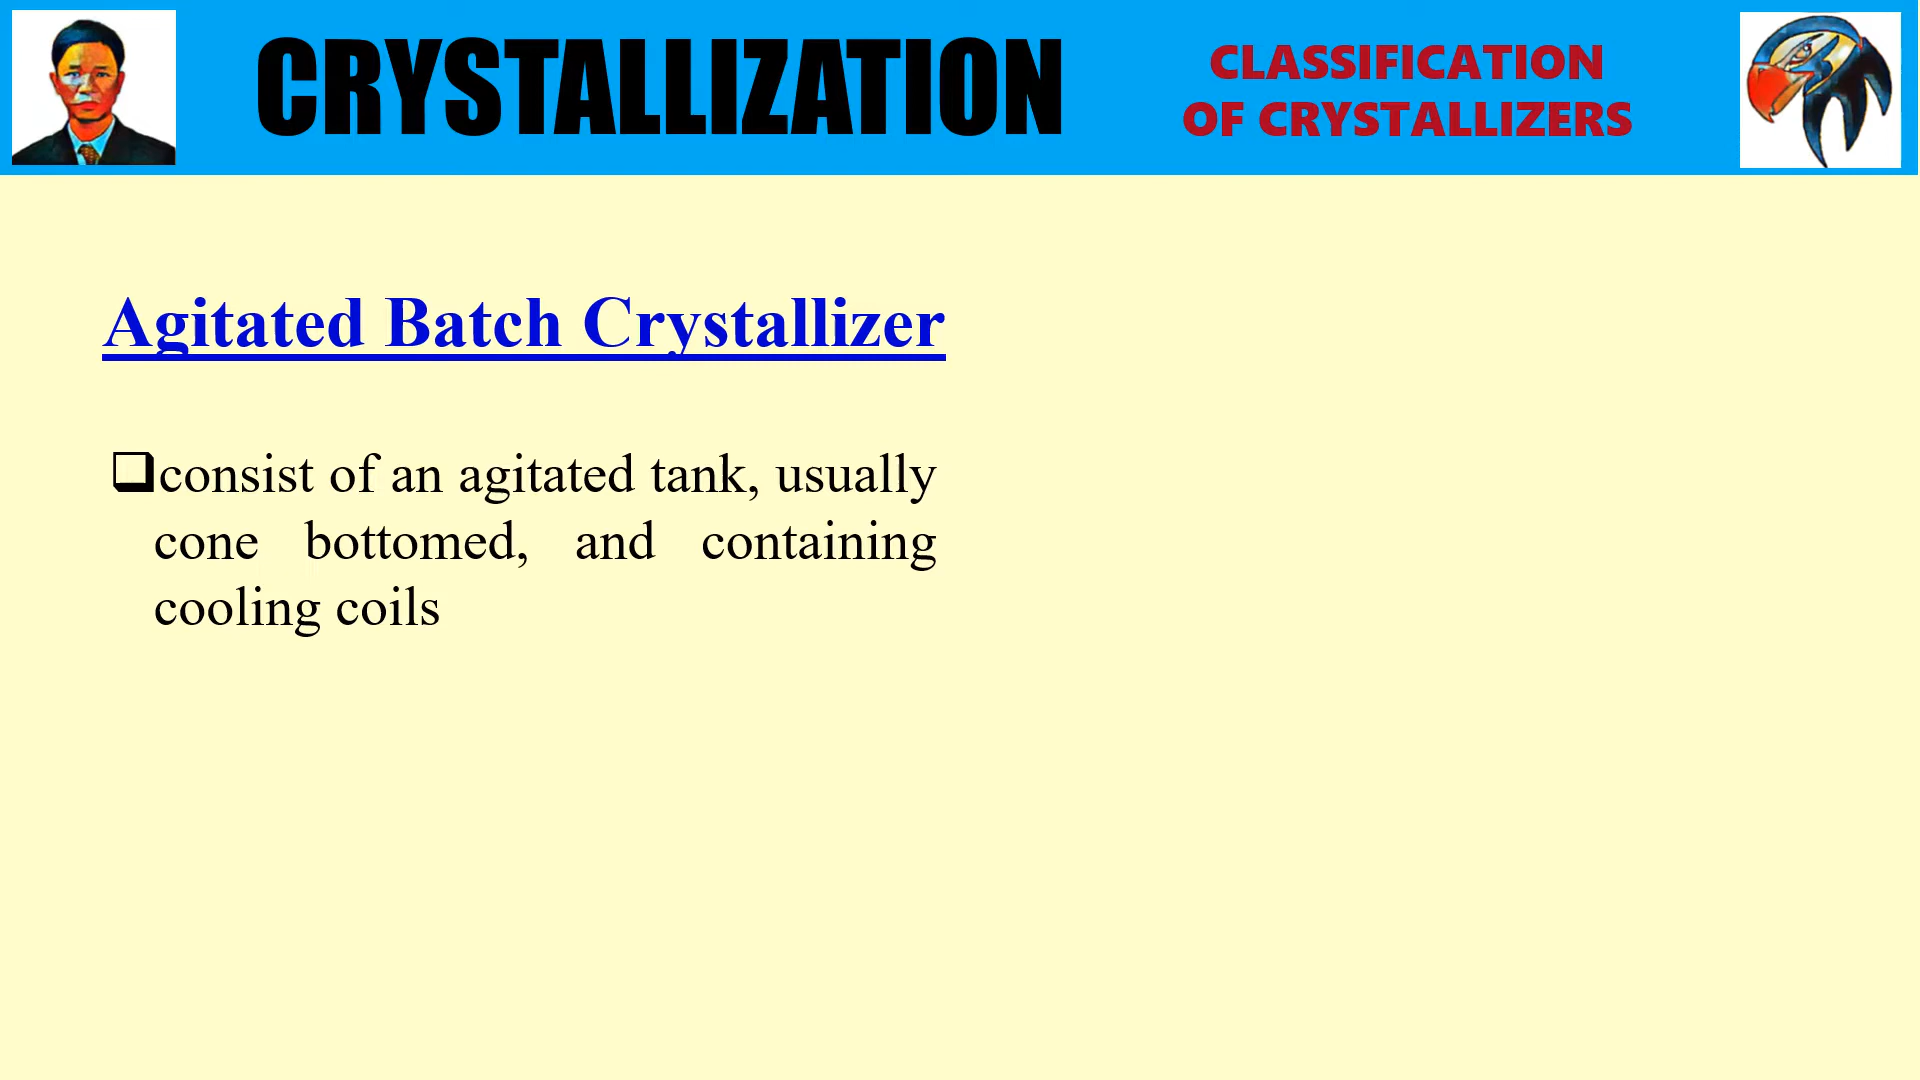 CRYSTALLIZATION
CLASSIFICATION
OF CRYSTALLIZERS
Agitated Batch Crystallizer
❑consist of an agitated tank, usually
cone bottomed, and containing
cooling coils